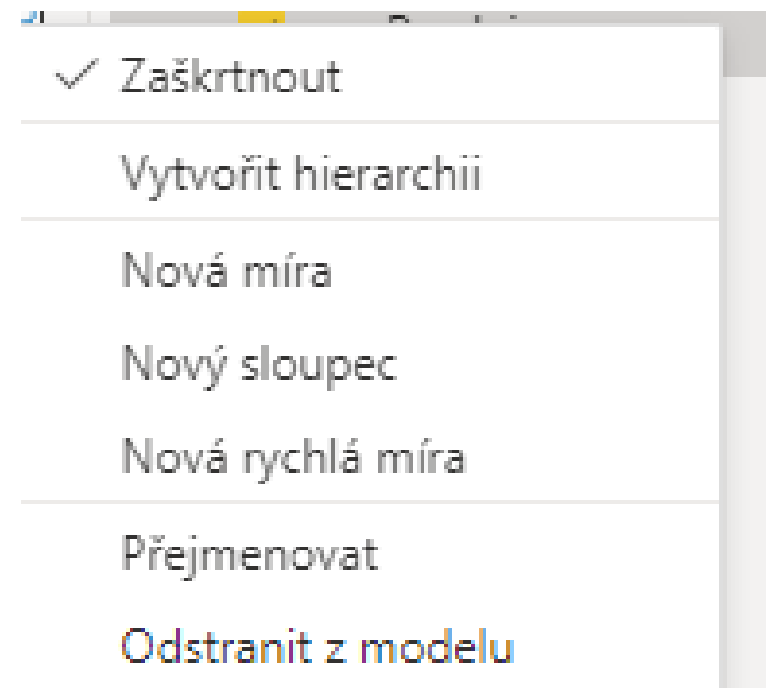 Zaškrtnout
Vytvořit hierarchii
Nová míra
Nový sloupec
Nová rychlá míra
Přejmenovat
Odstranit z modelu